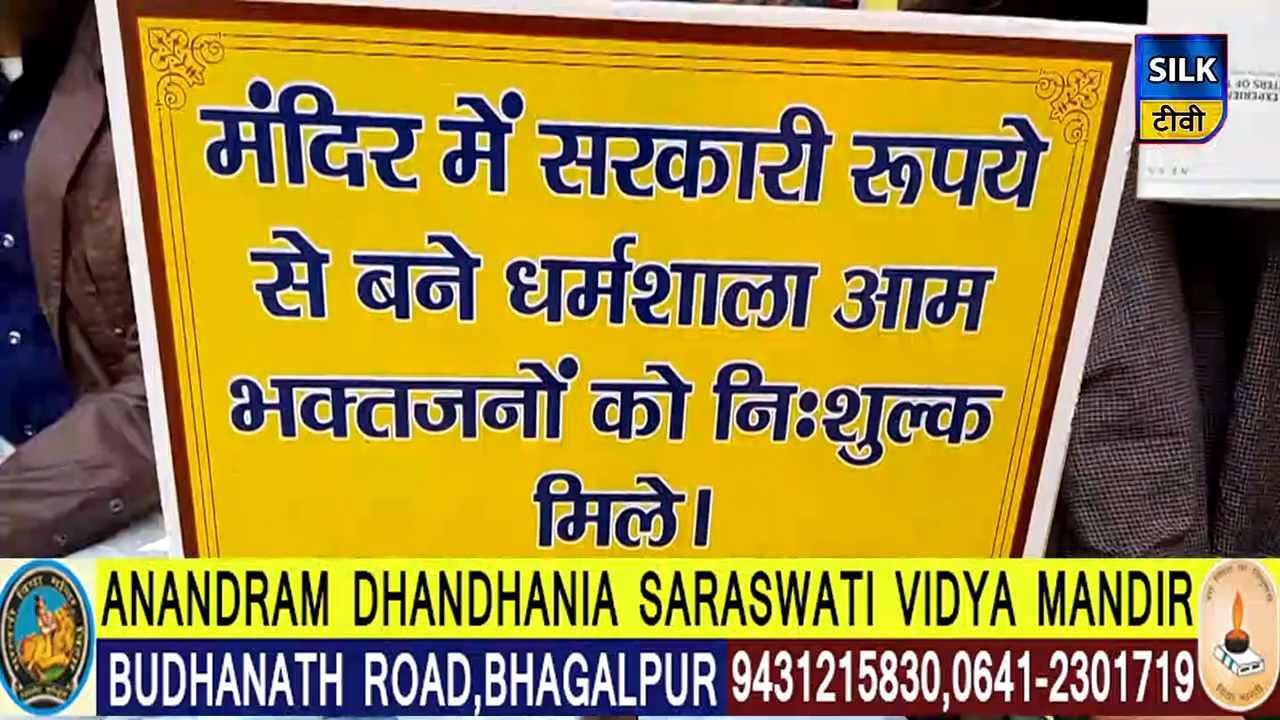 मंदिर में सरकारी रूपये
से बने धर्मशाला आम
भक्तजनों को निःशुल्क
मिले।
SILK
टीवी
ANANDRAM DHANDHANIA SARASWATI VIDYA MANDIR
BUDHANATH ROAD,BHAGALPUR 9431215830,0641-2301719